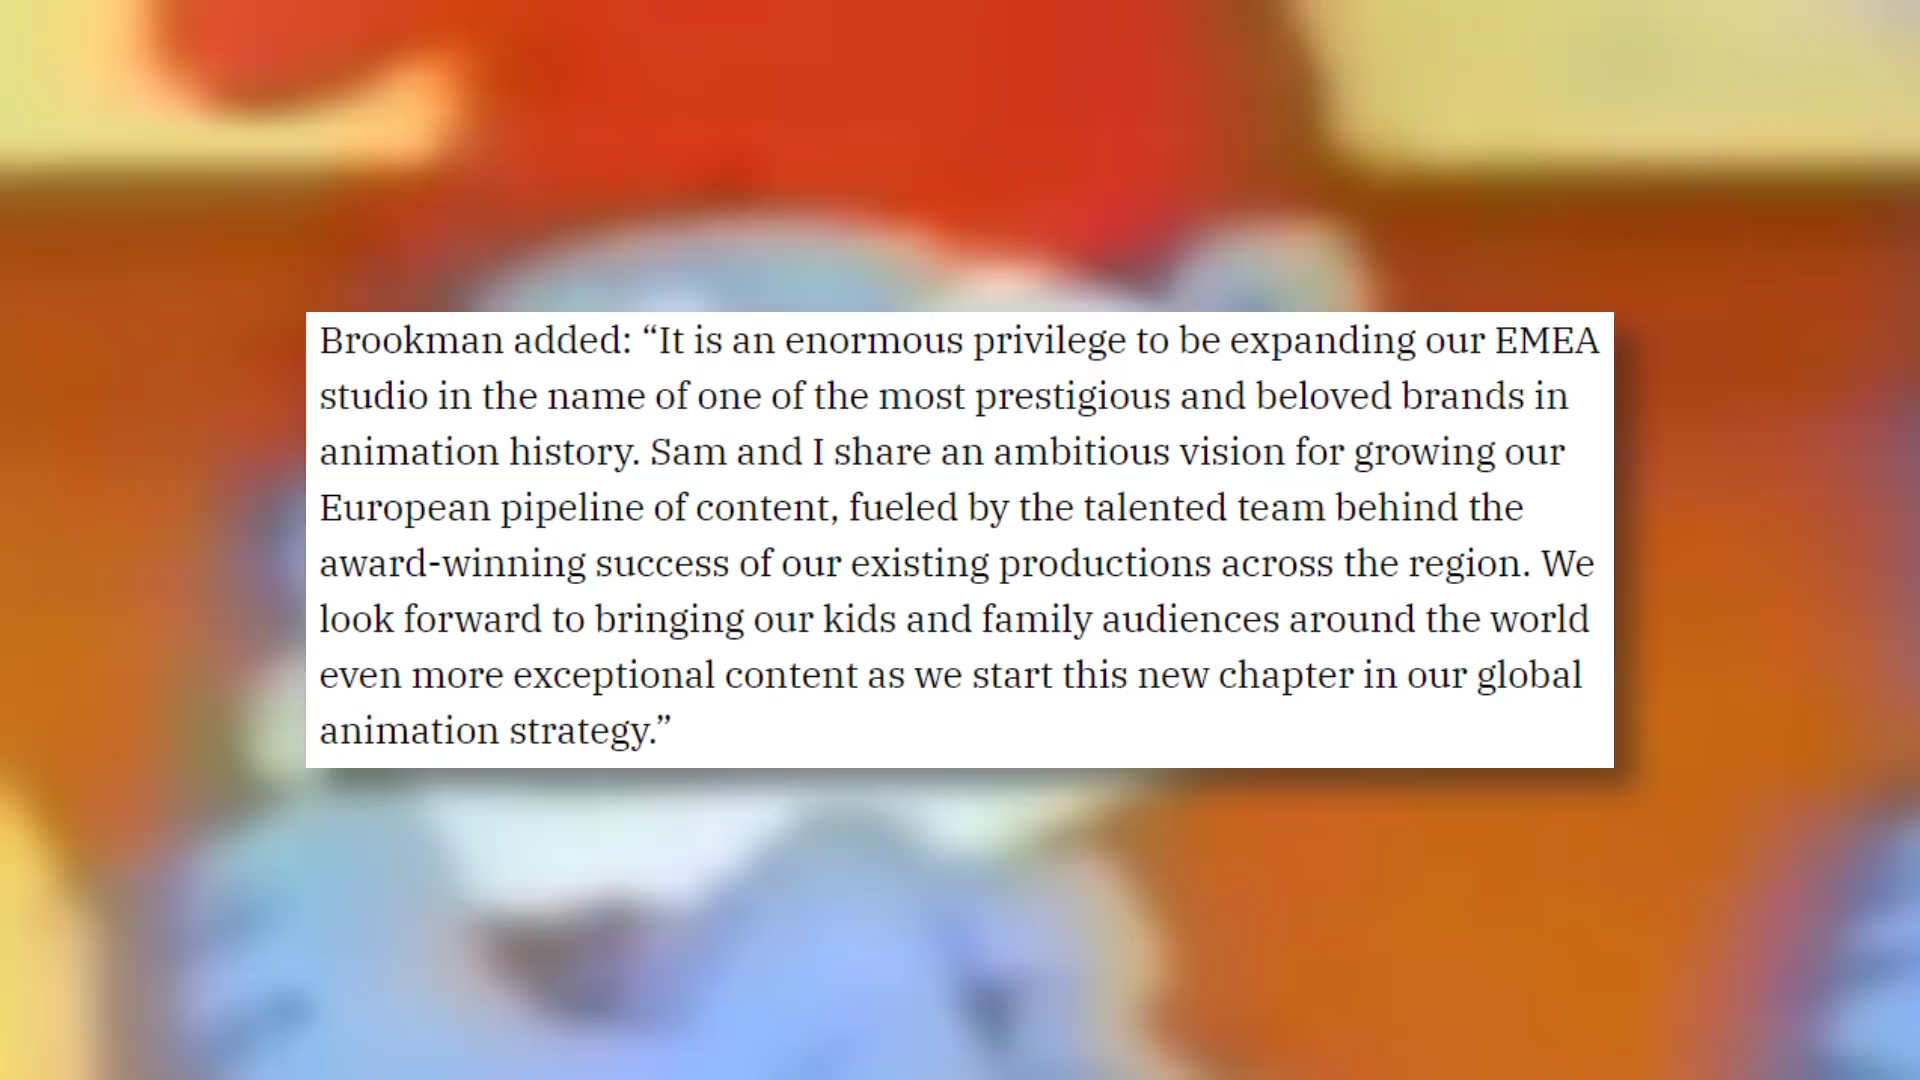 Brookman added: “It is an enormous privilege to be expanding our EMEA
studio in the name of one of the most prestigious and beloved brands in
animation history. Sam and I share an ambitious vision for growing our
European pipeline of content, fueled by the talented team behind the
award-winning success of our existing productions across the region. We
look forward to bringing our kids and family audiences around the world
even more exceptional content as we start this new chapter in our global
animation strategy.”